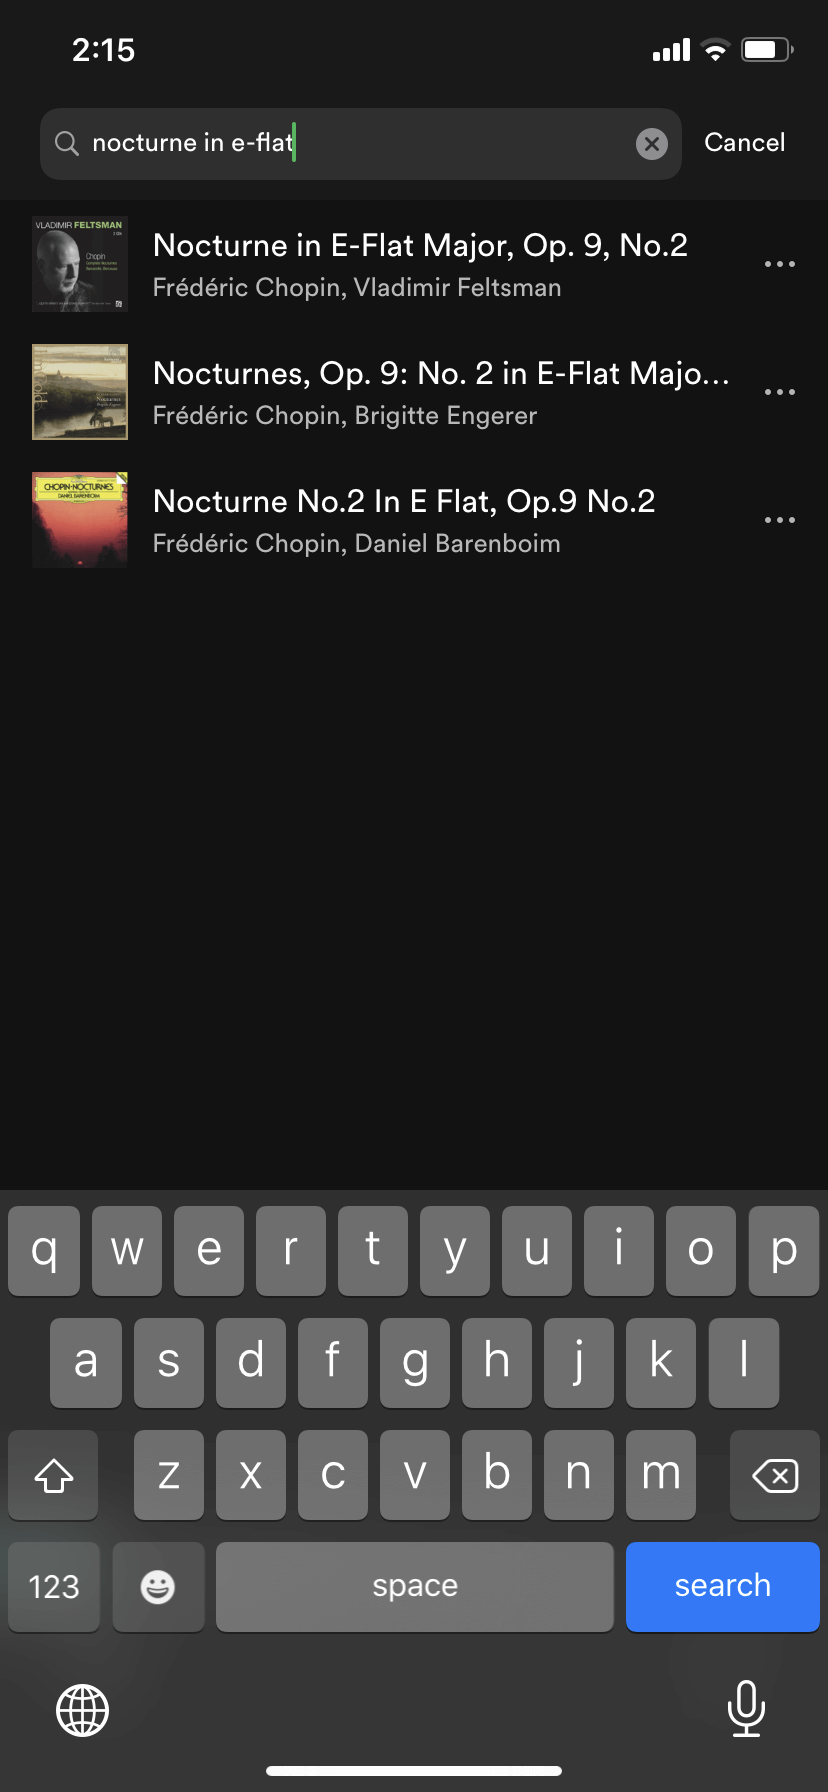 2:15
nocturne in e-flat
Cancel
VLADIMIR FELTSMAN
Chopin
Nocturne in E-Flat Major, Op. 9, No.2
Frédéric Chopin, Vladimir Feltsman
Nocturnes, Op. 9: No. 2 in E-Flat Majo...
Frédéric Chopin, Brigitte Engerer
CHOPIN·NOCTURNES
DANIEL BARENBOIM
Nocturne No.2 In E Flat, Op.9 No.2
Frédéric Chopin, Daniel Barenboim
q w e r t y u i o p
a s d f g h j k l
z x c v b n m
123 space search